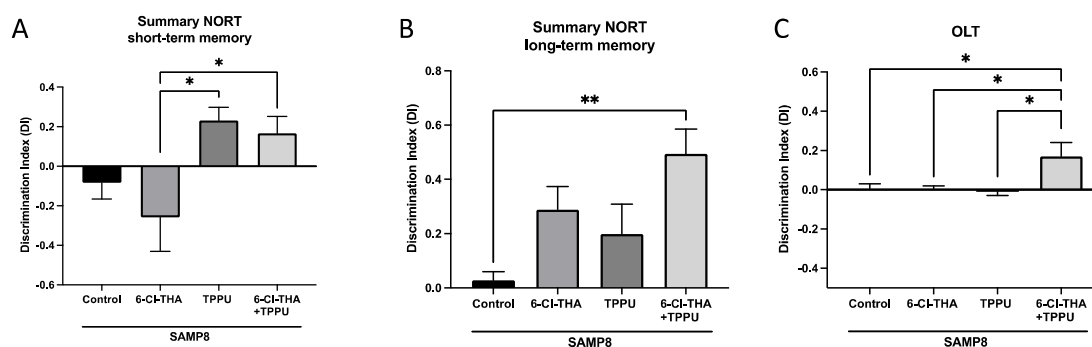 A
Summary NORT
short-term memory
Discrimination Index (DI)
0.4
0.2
0.0
-0.2
-0.4
-0.6
*
*
Control
6-Cl-THA
TPPU
6-Cl-THA
+TPPU
SAMP8
B
Summary NORT
long-term memory
Discrimination Index (DI)
0.8
0.6
0.4
0.2
0.0
**
Control
6-Cl-THA
TPPU
6-Cl-THA
+TPPU
SAMP8
C
OLT
Discrimination Index (DI)
0.6
0.4
0.2
0.0
-0.2
-0.4
*
*
*
Control
6-Cl-THA
TPPU
6-Cl-THA
+TPPU
SAMP8